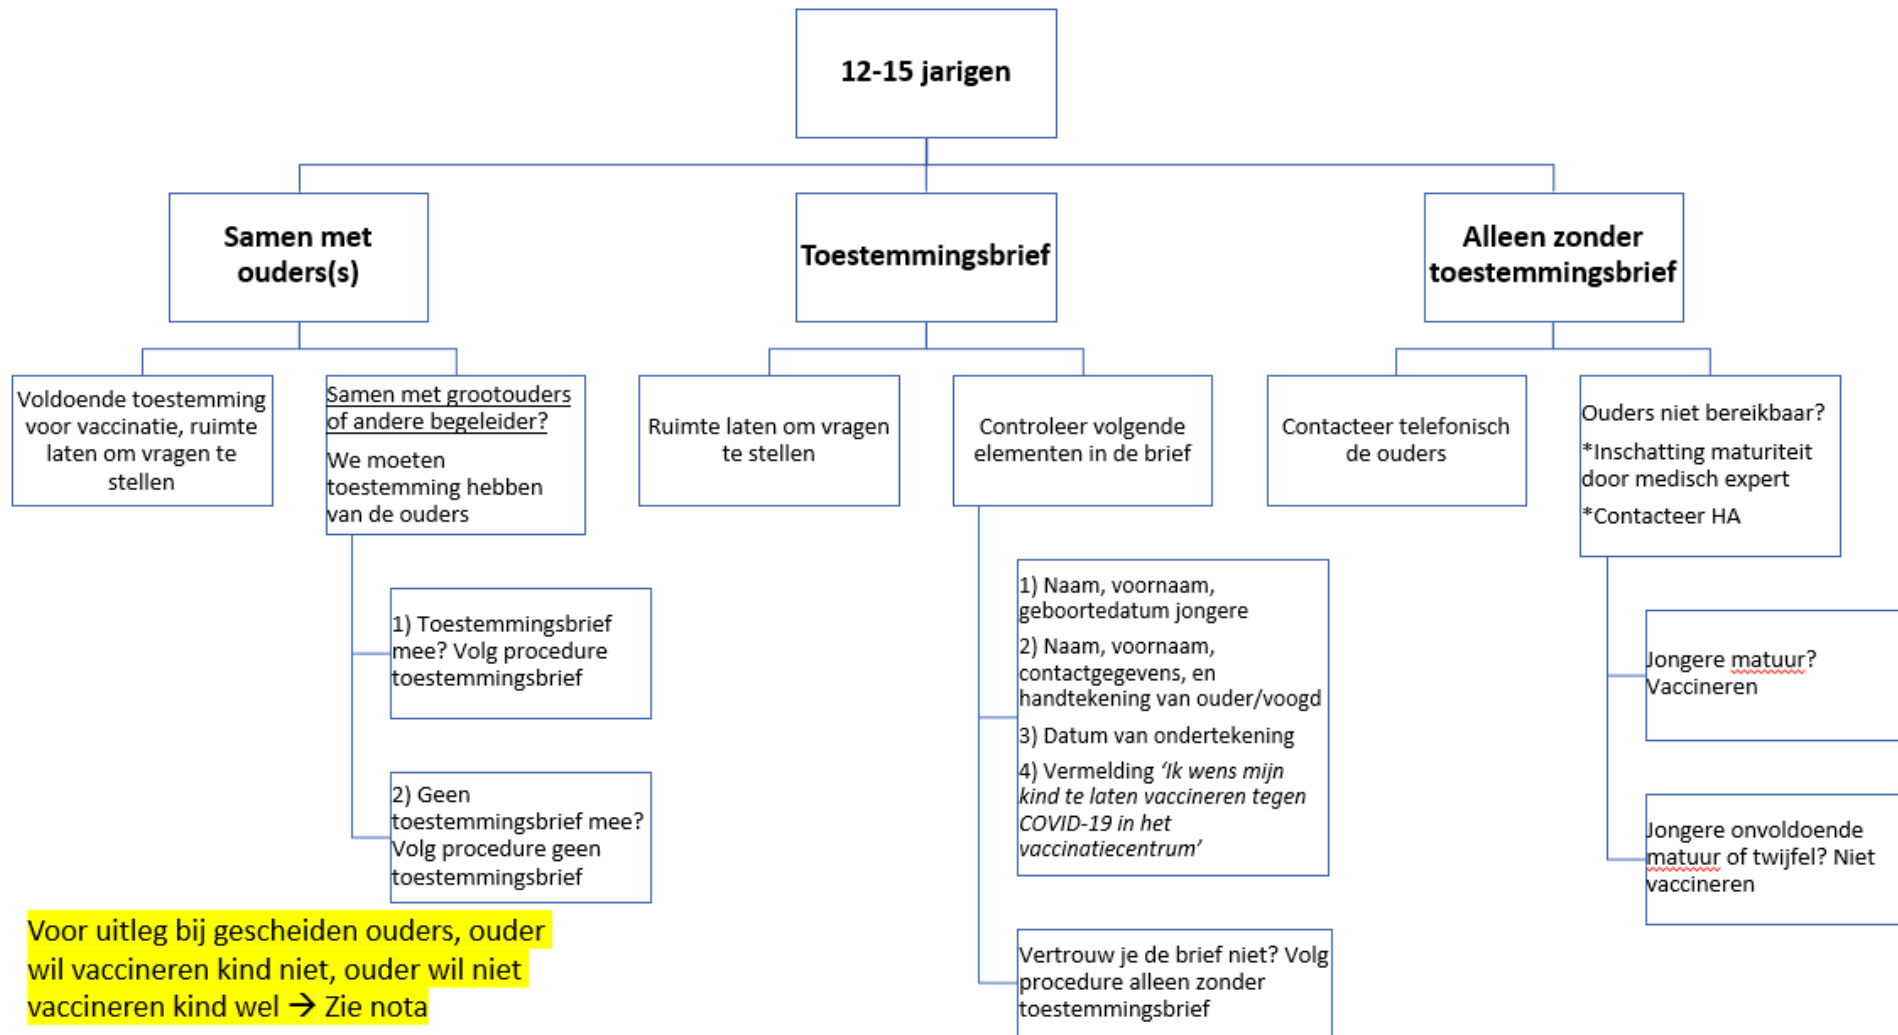 12-15 jarigen
Samen met
ouders(s)
Toestemmingsbrief
Alleen zonder
toestemmingsbrief
Voldoende toestemming
voor vaccinatie, ruimte
laten om vragen te
stellen
Samen met grootouders
of andere begeleider?
We moeten
toestemming hebben
van de ouders
Ruimte laten om vragen
te stellen
Controleer volgende
elementen in de brief
Contacteer telefonisch
de ouders
Ouders niet bereikbaar?
*Inschatting maturiteit
door medisch expert
*Contacteer HA
1) Toestemmingsbrief
mee? Volg procedure
toestemmingsbrief
2) Geen
toestemmingsbrief mee?
Volg procedure geen
toestemmingsbrief
1) Naam, voornaam,
geboortedatum jongere
2) Naam, voornaam,
contactgegevens, en
handtekening van ouder/voogd
3) Datum van ondertekening
4) Vermelding ‘Ik wens mijn
kind te laten vaccineren tegen
COVID-19 in het
vaccinatiecentrum’
Vertrouw je de brief niet? Volg
procedure alleen zonder
toestemmingsbrief
Jongere matuur?
Vaccineren
Jongere onvoldoende
matuur of twijfel? Niet
vaccineren
Voor uitleg bij gescheiden ouders, ouder
wil vaccineren kind niet, ouder wil niet
vaccineren kind wel → Zie nota